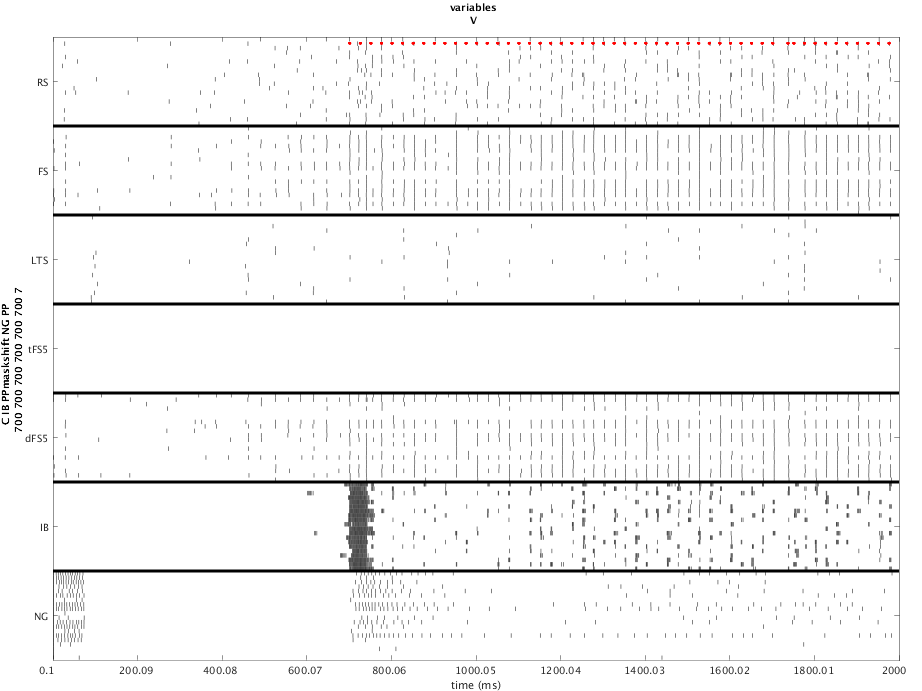 variables
V
RS
FS
LTS
tFS5
dFS5
IB
NG
C IB PPmaskshift NG PP
700 700 700 700 700 700 7
0.1 200.09 400.08 600.07 800.06 1000.05 1200.04 1400.03 1600.02 1800.01 2000
time (ms)